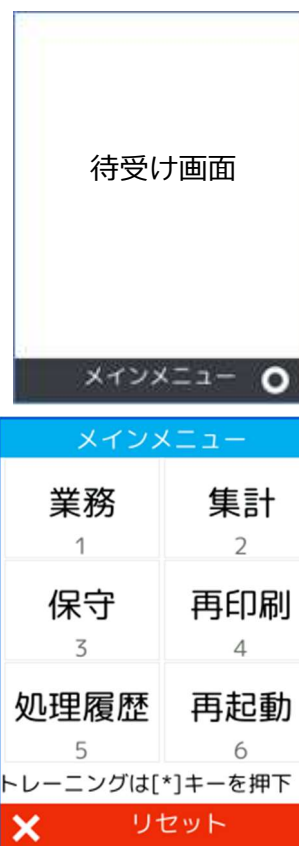 待受け画面
メインメニュー
メインメニュー
業務 集計
1 2
保守 再印刷
3 4
処理履歴 再起動
5 6
トレーニングは[*]キーを押下
リセット